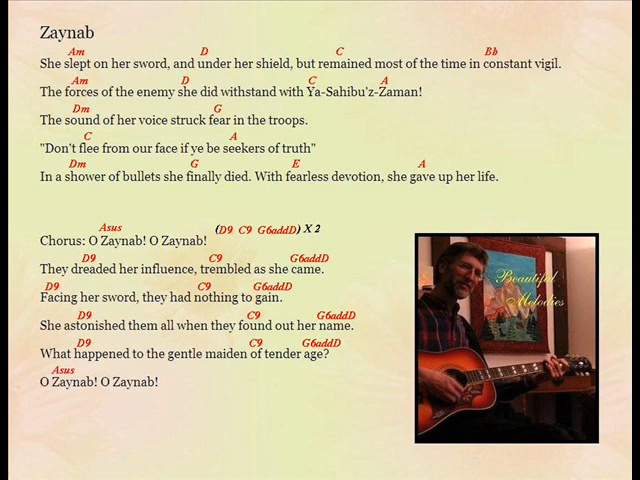 Zaynab
Am D C Bb
She slept on her sword, and under her shield, but remained most of the time in constant vigil.
Am D C A
The forces of the enemy she did withstand with Ya-Sahibu'z-Zaman!
Dm G
The sound of her voice struck fear in the troops.
C A
"Don't flee from our face if ye be seekers of truth"
Dm G E A
In a shower of bullets she finally died. With fearless devotion, she gave up her life.
Asus (D9 C9 G6addD) X 2
Chorus: O Zaynab! O Zaynab!
D9 C9 G6addD
They dreaded her influence, trembled as she came.
D9 C9 G6addD
Facing her sword, they had nothing to gain.
D9 C9 G6addD
She astonished them all when they found out her name.
D9 C9 G6addD
What happened to the gentle maiden of tender age?
Asus
O Zaynab! O Zaynab!
Beautiful
Melodies